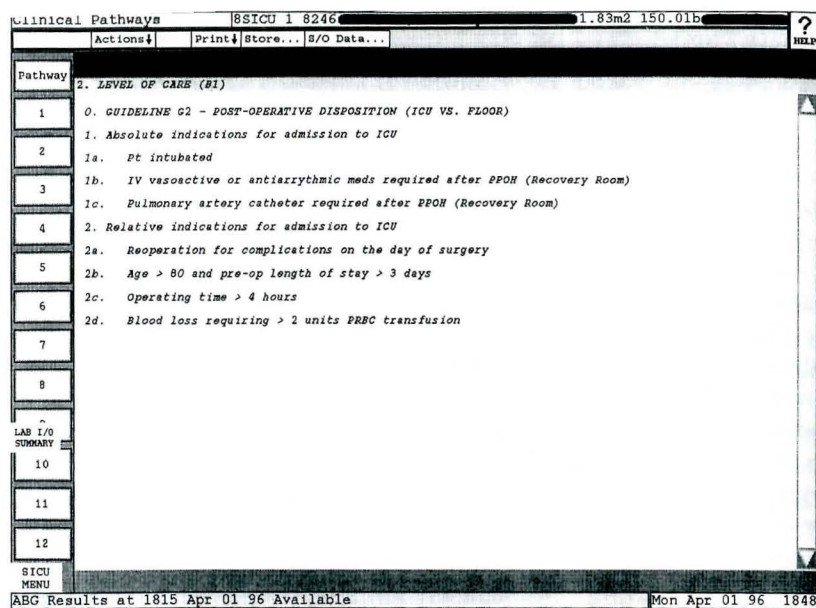 Clinical Pathways 8SICU 1 8246 1.83m2 150.01b ?
HELP
Actions↓ Print↓ Store... S/O Data...
Pathway
2. LEVEL OF CARE (B1)
0. GUIDELINE G2 - POST-OPERATIVE DISPOSITION (ICU VS. FLOOR)
1
1. Absolute indications for admission to ICU
2
1a. Pt intubated
1b. IV vasoactive or antiarrythmic meds required after PPOH (Recovery Room)
3
1c. Pulmonary artery catheter required after PPOH (Recovery Room)
4
2. Relative indications for admission to ICU
2a. Reoperation for complications on the day of surgery
5
2b. Age > 80 and pre-op length of stay > 3 days
2c. Operating time > 4 hours
6
2d. Blood loss requiring > 2 units PRBC transfusion
7
8
LAB I/O
SUMMARY
10
11
12
SICU
MENU
ABG Results at 1815 Apr 01 96 Available Mon Apr 01 96 1848